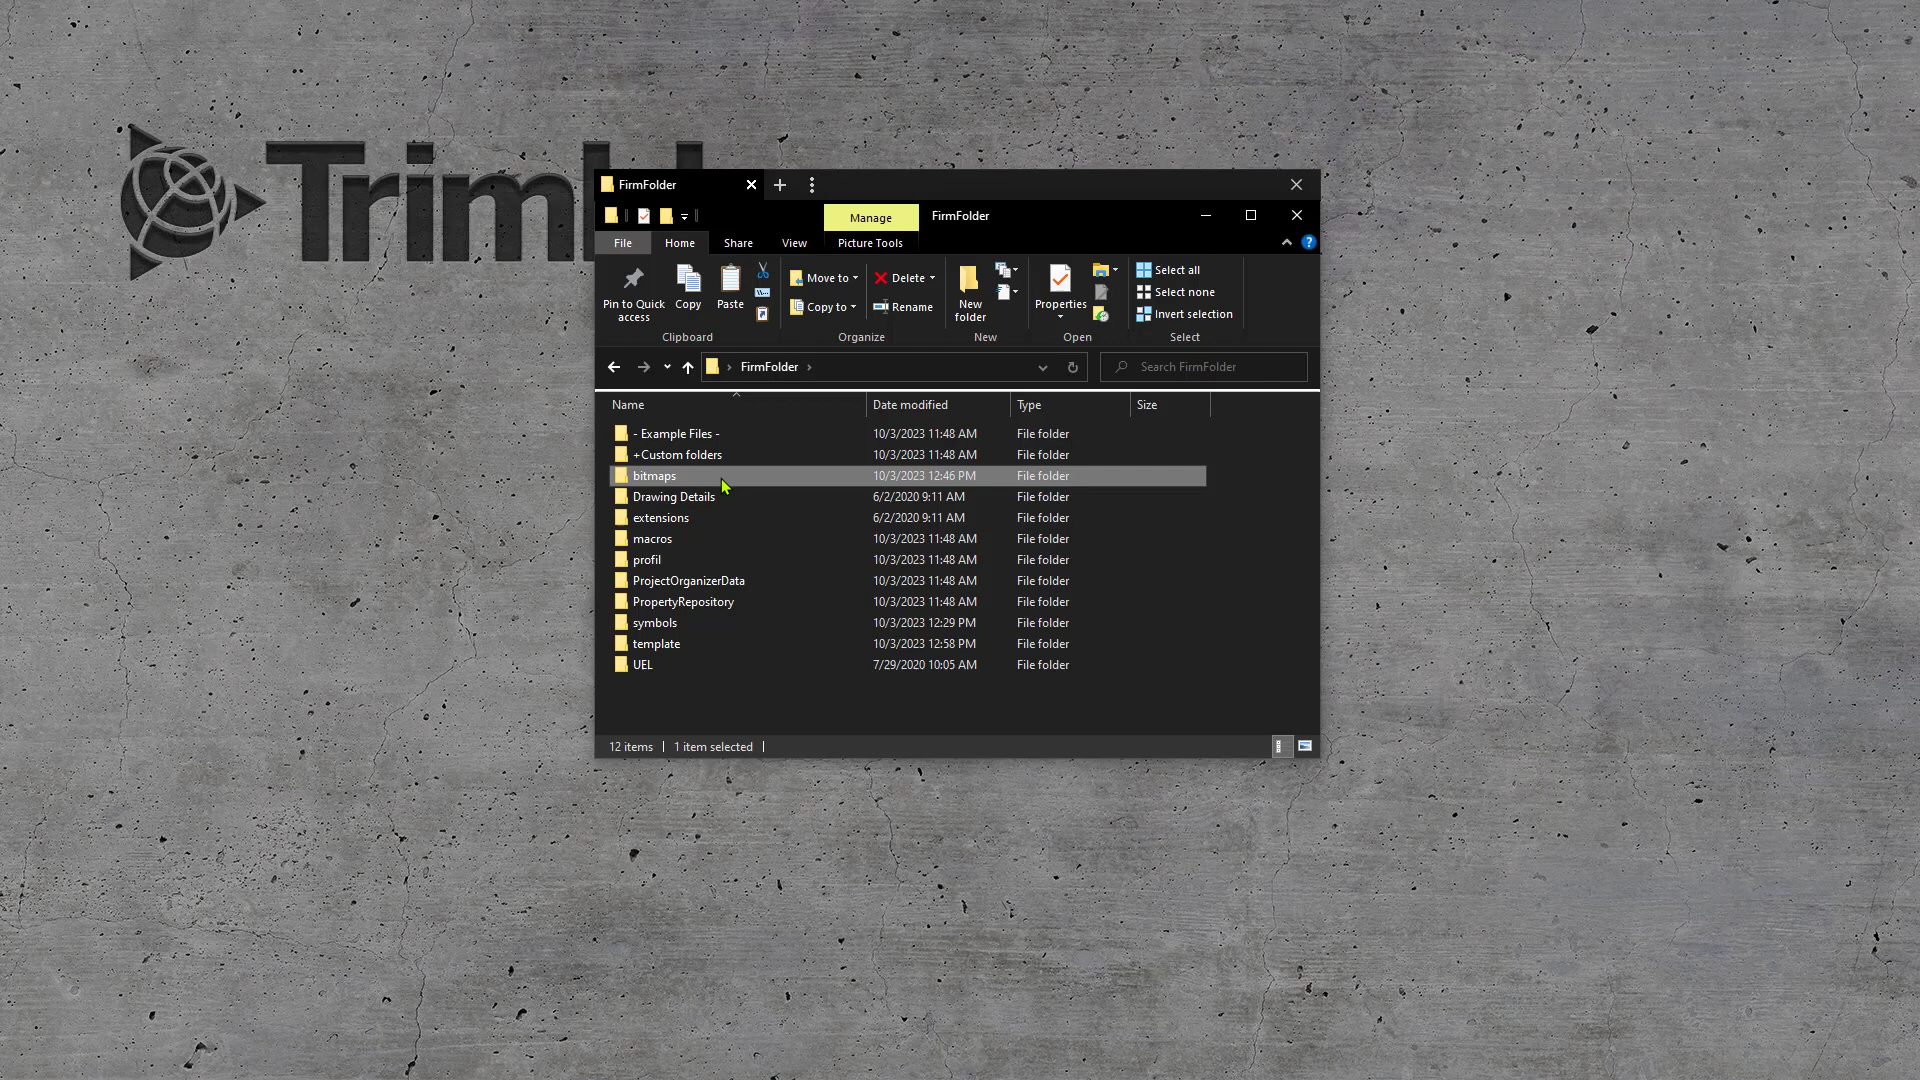 FirmFolder
Manage
FirmFolder
File
Home
Share
View
Picture Tools
Pin to Quick access
Copy
Paste
Move to
Copy to
Delete
Rename
New folder
Properties
Select all
Select none
Invert selection
Clipboard
Organize
New
Open
Select
FirmFolder
Search FirmFolder
Name Date modified Type Size
- Example Files - 10/3/2023 11:48 AM File folder
+Custom folders 10/3/2023 11:48 AM File folder
bitmaps 10/3/2023 12:46 PM File folder
Drawing Details 6/2/2020 9:11 AM File folder
extensions 6/2/2020 9:11 AM File folder
macros 10/3/2023 11:48 AM File folder
profil 10/3/2023 11:48 AM File folder
ProjectOrganizerData 10/3/2023 11:48 AM File folder
PropertyRepository 10/3/2023 11:48 AM File folder
symbols 10/3/2023 12:29 PM File folder
template 10/3/2023 12:58 PM File folder
UEL 7/29/2020 10:05 AM File folder
12 items 1 item selected